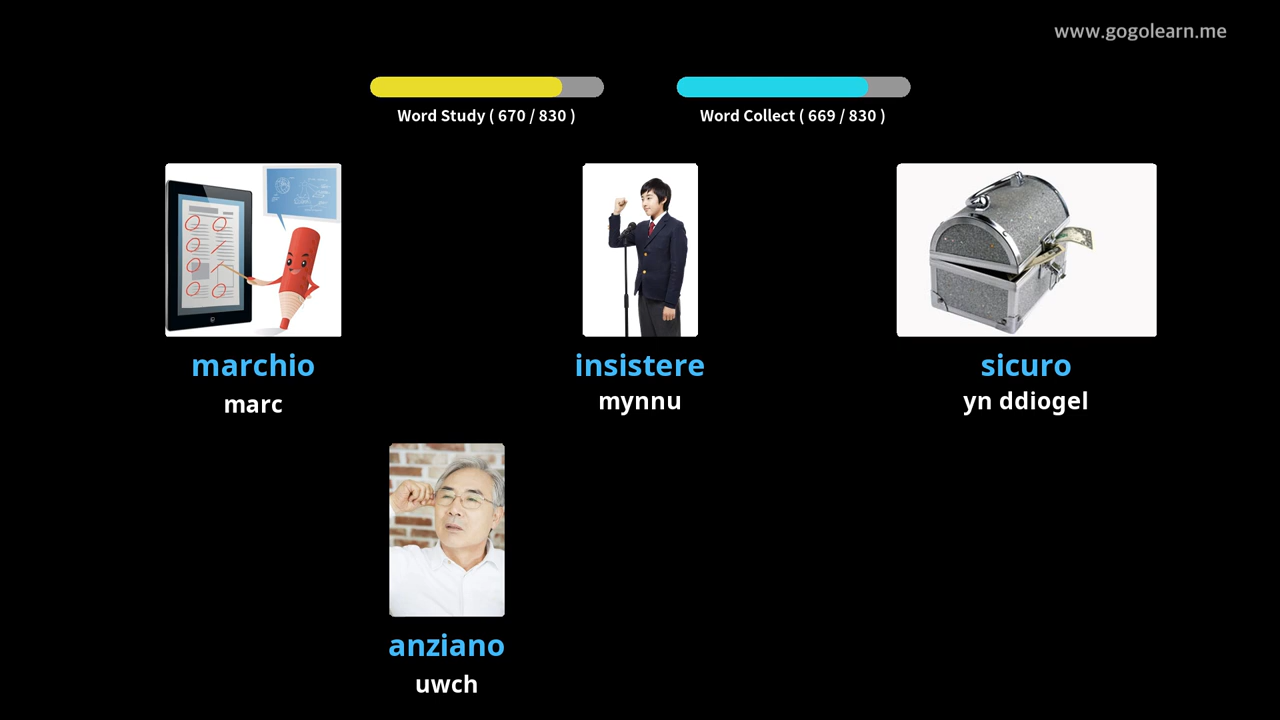 www.gogolearn.me
Word Study ( 670 / 830 )
Word Collect ( 669 / 830 )
marchio
marc
insistere
mynnu
sicuro
yn ddiogel
anziano
uwch